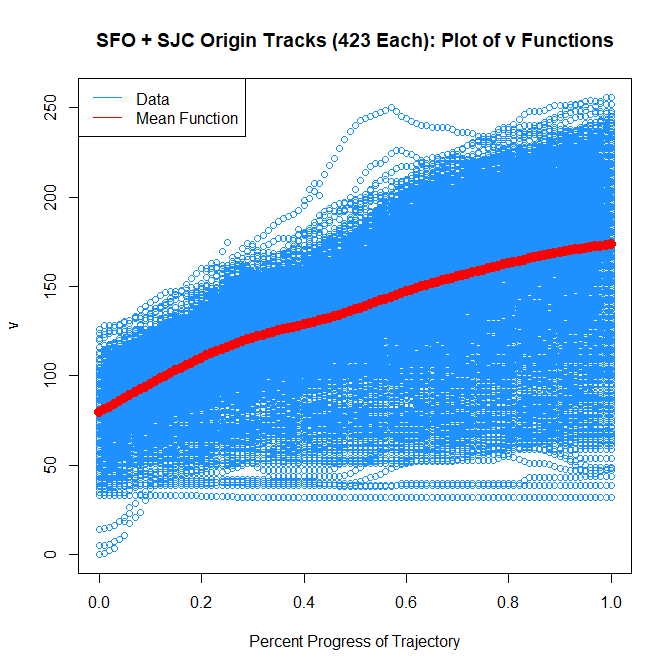 SFO + SJC Origin Tracks (423 Each): Plot of v Functions
Data
Mean Function
250
200
150
100
50
0
v
0.0 0.2 0.4 0.6 0.8 1.0
Percent Progress of Trajectory